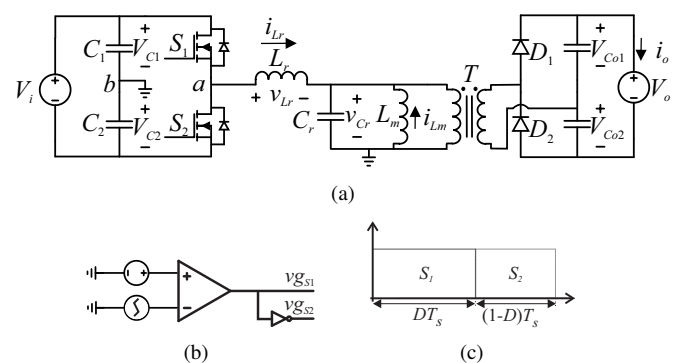 V_i
C_1
V_C1
b
C_2
V_C2
S_1
a
S_2
i_Lr
L_r
v_Lr
C_r
v_Cr
L_m
i_Lm
T
D_1
D_2
V_Co1
V_Co2
i_o
V_o
(a)
vg_S1
vg_S2
(b)
S_1
S_2
DT_s
(1-D)T_s
(c)